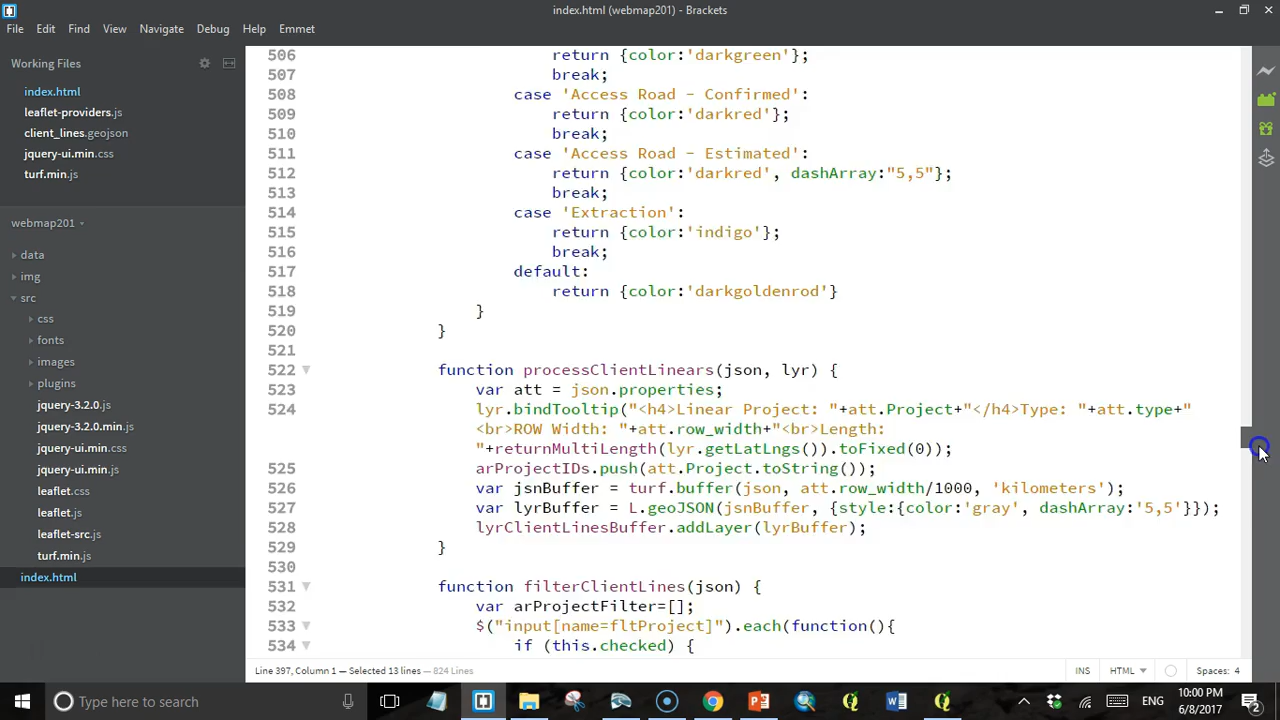 index.html (webmap201) - Brackets
File Edit Find View Navigate Debug Help Emmet
Working Files
index.html
leaflet-providers.js
client_lines.geojson
jquery-ui.min.css
turf.min.js
webmap201
data
img
src
css
fonts
images
plugins
jquery-3.2.0.js
jquery-3.2.0.min.js
jquery-ui.min.css
jquery-ui.min.js
leaflet.css
leaflet.js
leaflet-src.js
turf.min.js
index.html
506 return {color:'darkgreen'};
507 break;
508 case 'Access Road - Confirmed':
509 return {color:'darkred'};
510 break;
511 case 'Access Road - Estimated':
512 return {color:'darkred', dashArray:"5,5"};
513 break;
514 case 'Extraction':
515 return {color:'indigo'};
516 break;
517 default:
518 return {color:'darkgoldenrod'}
519 }
520 }
521
522 function processClientLinears(json, lyr) {
523 var att = json.properties;
524 lyr.bindTooltip("<h4>Linear Project: "+att.Project+"</h4>Type: "+att.type+"
<br>ROW Width: "+att.row_width+"<br>Length:
"+returnMultiLength(lyr.getLatLngs()).toFixed(0));
525 arProjectIDs.push(att.Project.toString());
526 var jsnBuffer = turf.buffer(json, att.row_width/1000, 'kilometers');
527 var lyrBuffer = L.geoJSON(jsnBuffer, {style:{color:'gray', dashArray:'5,5'}});
528 lyrClientLinesBuffer.addLayer(lyrBuffer);
529 }
530
531 function filterClientLines(json) {
532 var arProjectFilter=[];
533 $("input[name=fltProject]").each(function(){
534 if (this.checked) {
Line 397, Column 1 — Selected 13 lines — 824 Lines
INS HTML Spaces: 4
Type here to search
ENG
10:00 PM
6/8/2017
2